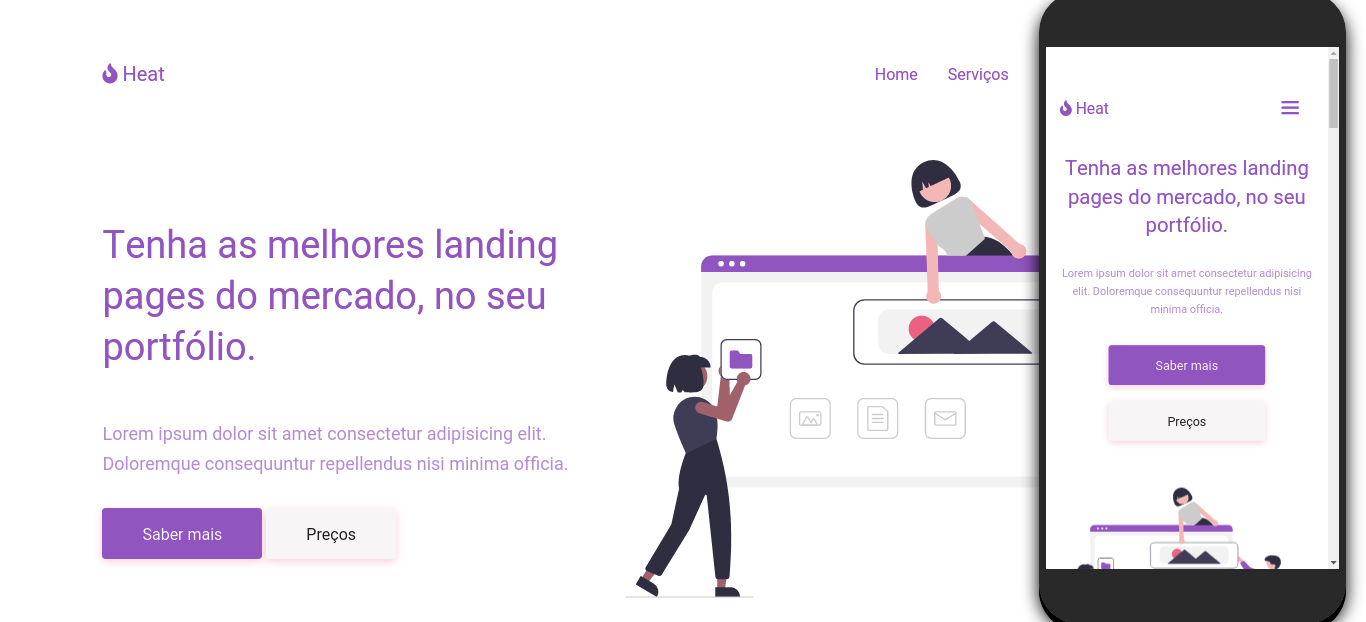 Heat
Home Serviços
Tenha as melhores landing
pages do mercado, no seu
portfólio.
Lorem ipsum dolor sit amet consectetur adipisicing elit.
Doloremque consequuntur repellendus nisi minima officia.
Saber mais Preços
Heat
Tenha as melhores landing
pages do mercado, no seu
portfólio.
Lorem ipsum dolor sit amet consectetur adipisicing
elit. Doloremque consequuntur repellendus nisi
minima officia.
Saber mais
Preços